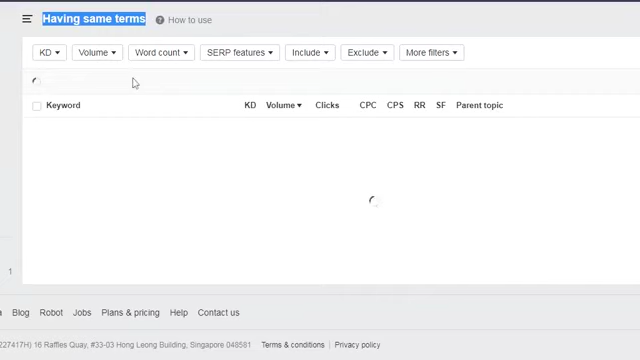 Having same terms How to use
KD Volume Word count SERP features Include Exclude More filters
Keyword KD Volume Clicks CPC CPS RR SF Parent topic
1
Blog Robot Jobs Plans & pricing Help Contact us
227417H) 16 Raffles Quay, #33-03 Hong Leong Building, Singapore 048581 Terms & conditions Privacy policy